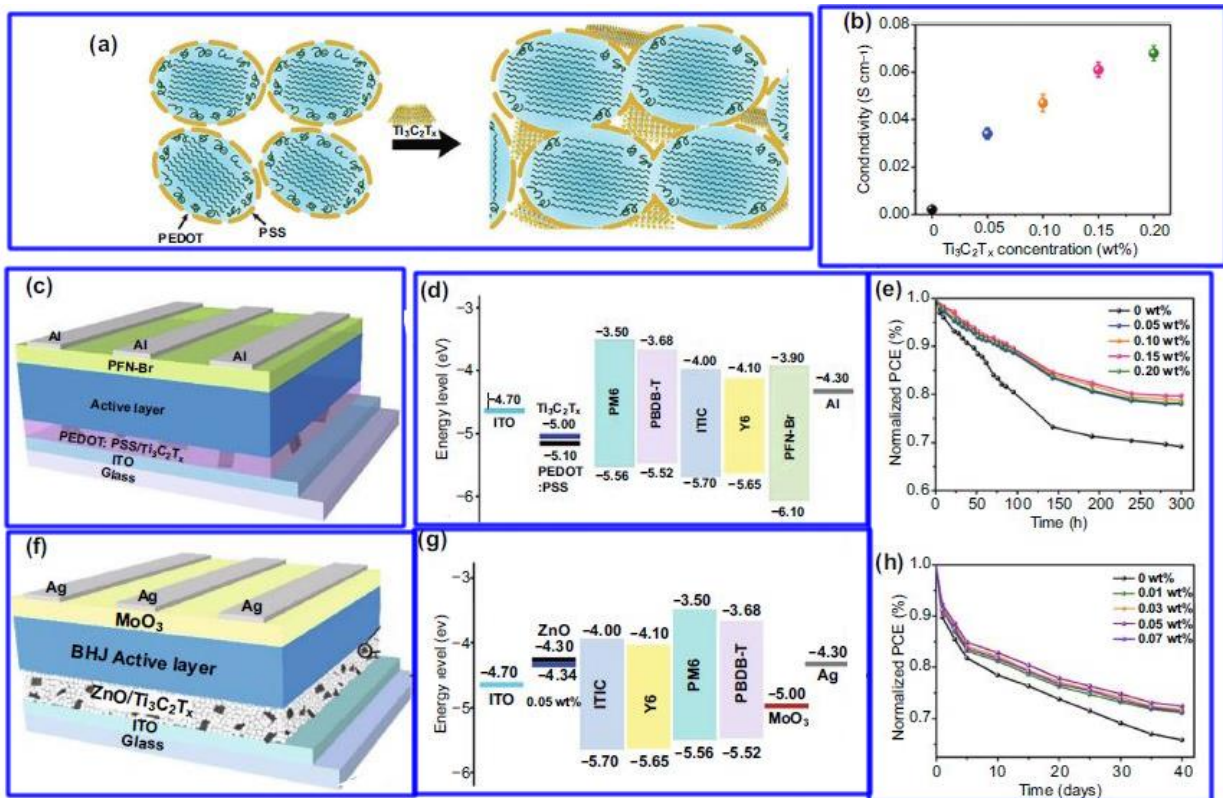 (a)
Ti₃C₂Tₓ
PEDOT
PSS
(b)
Condnctivity (S cm⁻¹)
0.08
0.06
0.04
0.02
0.00
0 0.05 0.10 0.15 0.20
Ti₃C₂Tₓ concentration (wt%)
(c)
Al
Al
Al
PFN-Br
Active layer
PEDOT: PSS/Ti₃C₂Tₓ
ITO
Glass
(d)
Energy level (eV)
−3
−4
−5
−6
−4.70
ITO
Ti₃C₂Tₓ
−5.00
−5.10
PEDOT
:PSS
−3.50
PM6
−5.56
−3.68
PBDB-T
−5.52
−4.00
ITIC
−5.70
−4.10
Y6
−5.65
−3.90
PFN-Br
−6.10
−4.30
Al
(e)
Normalized PCE (%)
1.0
0.9
0.8
0.7
0.6
0 wt%
0.05 wt%
0.10 wt%
0.15 wt%
0.20 wt%
0 50 100 150 200 250 300
Time (h)
(f)
Ag
Ag
Ag
MoO₃
BHJ Active layer
ZnO/Ti₃C₂Tₓ
ITO
Glass
(g)
Energy level (ev)
−3
−4
−5
−6
−4.70
ITO
ZnO
−4.30
−4.34
0.05 wt%
−4.00
ITIC
−5.70
−4.10
Y6
−5.65
−3.50
PM6
−5.56
−3.68
PBDB-T
−5.52
−5.00
MoO₃
−4.30
Ag
(h)
Normalized PCE (%)
1.0
0.9
0.8
0.7
0 wt%
0.01 wt%
0.03 wt%
0.05 wt%
0.07 wt%
0 10 20 30 40
Time (days)